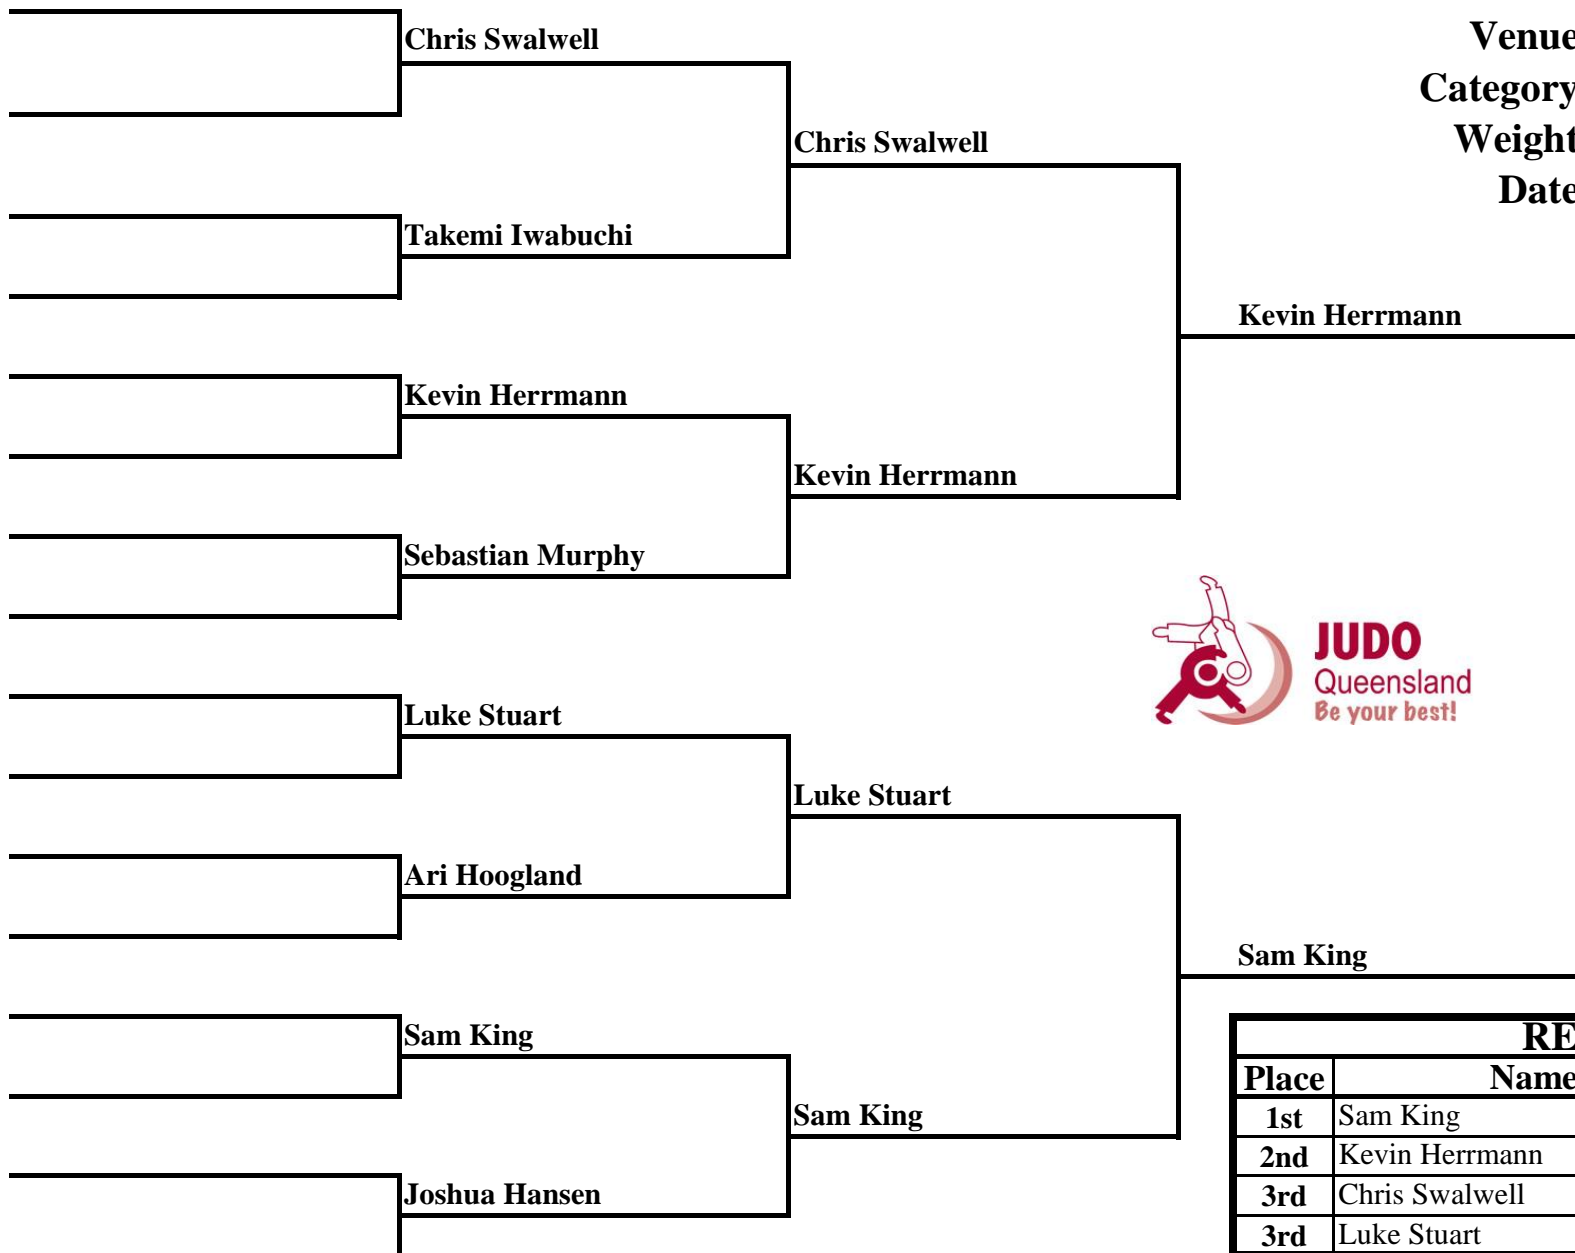 Chris Swalwell
Venue
Category
Chris Swalwell
Weight
Date
Takemi Iwabuchi
Kevin Herrmann
Kevin Herrmann
Kevin Herrmann
Sebastian Murphy
JUDO
Queensland
Be your best!
Luke Stuart
Luke Stuart
Ari Hoogland
Sam King
Sam King
RE
Place Name
Sam King
1st Sam King
2nd Kevin Herrmann
Joshua Hansen
3rd Chris Swalwell
3rd Luke Stuart